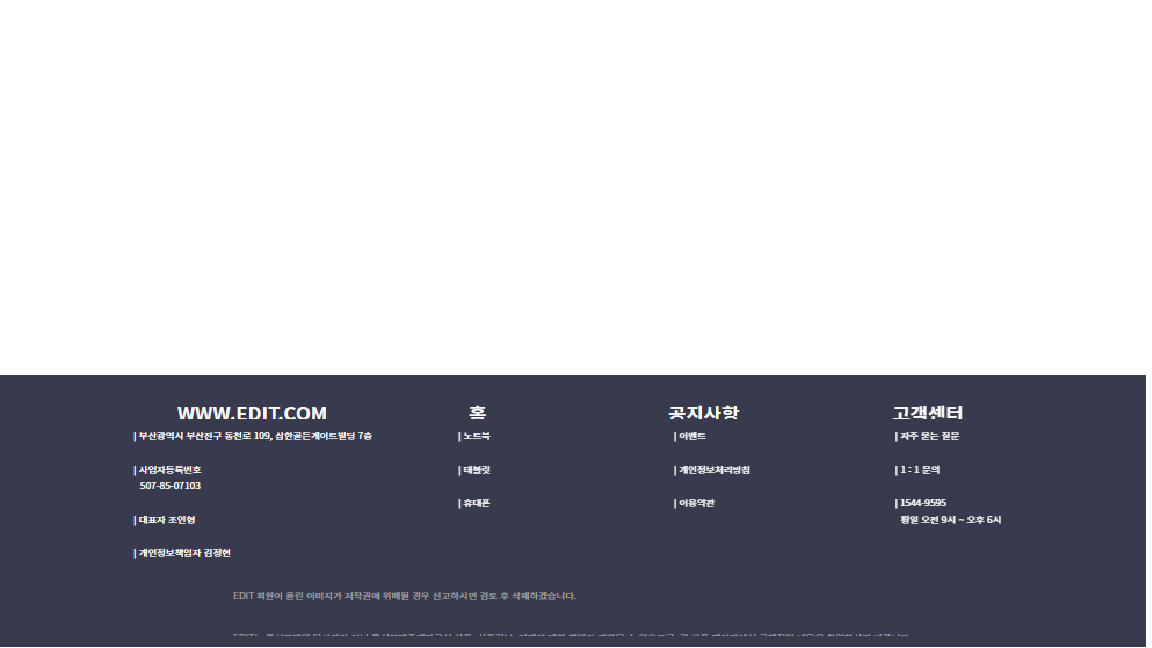 WWW.EDIT.COM
| 부산광역시 부산진구 동천로 109, 삼한골든게이트빌딩 7층
| 사업자등록번호
507-85-07103
| 대표자 조인형
| 개인정보책임자 김정현
홈
| 노트북
| 태블릿
| 휴대폰
공지사항
| 이벤트
| 개인정보처리방침
| 이용약관
고객센터
| 자주 묻는 질문
| 1 : 1 문의
| 1544-9595
평일 오전 9시 ~ 오후 6시
EDIT 회원이 올린 이미지가 저작권에 위배될 경우 신고하시면 검토 후 삭제하겠습니다.